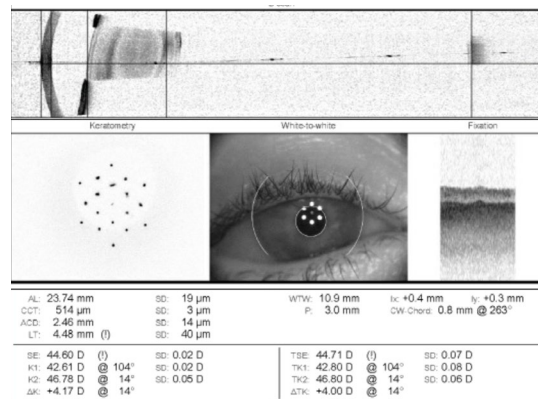 Keratometry White-to-white Fixation
AL: 23.74 mm SD: 19 µm WTW: 10.9 mm Ix: +0.4 mm Iy: +0.3 mm
CCT: 514 µm SD: 3 µm P: 3.0 mm CW-Chord: 0.8 mm @ 263°
ACD: 2.46 mm SD: 14 µm
LT: 4.48 mm (!) SD: 40 µm
SE: 44.60 D (!) SD: 0.02 D TSE: 44.71 D (!) SD: 0.07 D
K1: 42.61 D @ 104° SD: 0.02 D TK1: 42.80 D @ 104° SD: 0.08 D
K2: 46.78 D @ 14° SD: 0.05 D TK2: 46.80 D @ 14° SD: 0.06 D
ΔK: +4.17 D @ 14° ΔTK: +4.00 D @ 14°